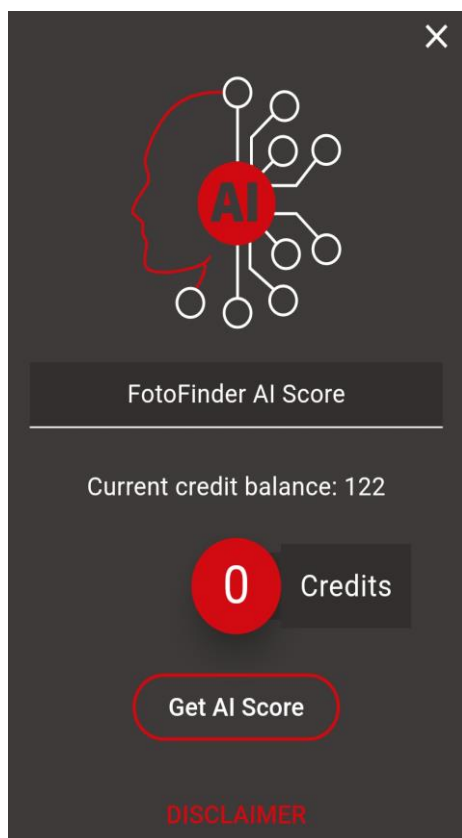 AI
FotoFinder AI Score
Current credit balance: 122
0 Credits
Get AI Score
DISCLAIMER